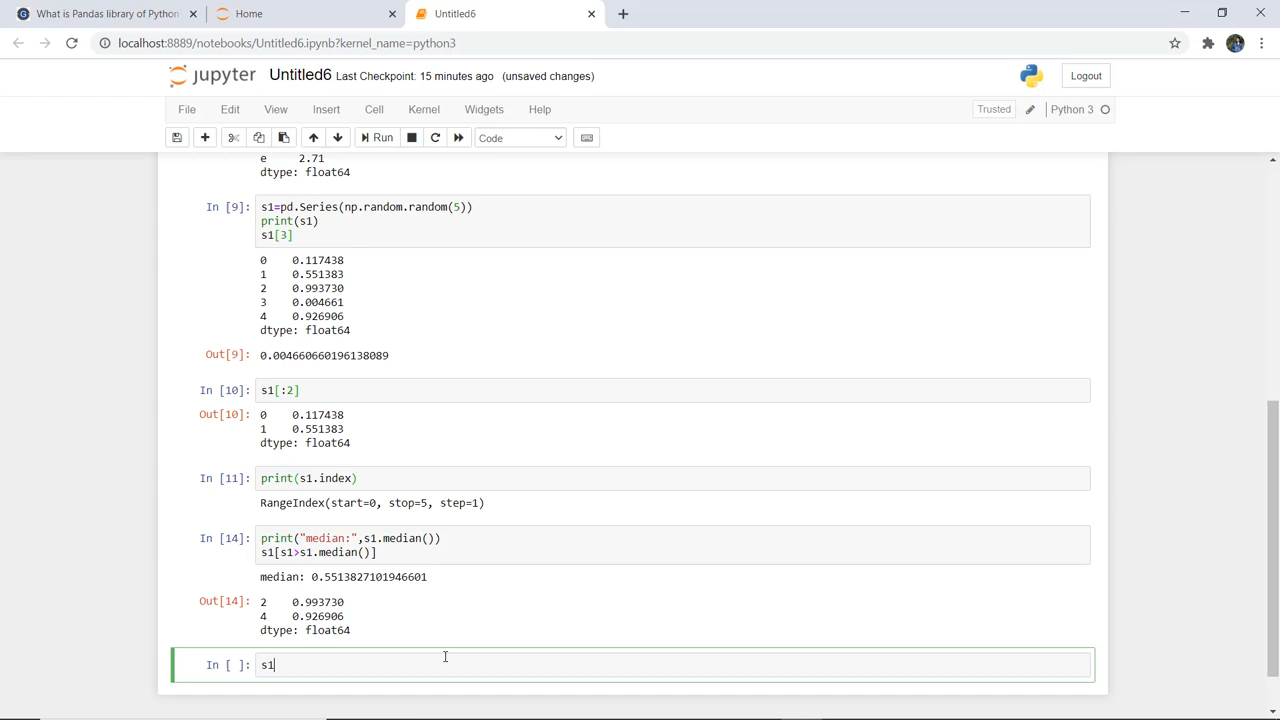 What is Pandas library of Python
Home
Untitled6
localhost:8889/notebooks/Untitled6.ipynb?kernel_name=python3
jupyter Untitled6 Last Checkpoint: 15 minutes ago (unsaved changes)
Logout
File Edit View Insert Cell Kernel Widgets Help
Trusted Python 3
Run Code
e 2.71
dtype: float64
In [9]: s1=pd.Series(np.random.random(5))
print(s1)
s1[3]
0 0.117438
1 0.551383
2 0.993730
3 0.004661
4 0.926906
dtype: float64
Out[9]: 0.004660660196138089
In [10]: s1[:2]
Out[10]: 0 0.117438
1 0.551383
dtype: float64
In [11]: print(s1.index)
RangeIndex(start=0, stop=5, step=1)
In [14]: print("median:",s1.median())
s1[s1>s1.median()]
median: 0.5513827101946601
Out[14]: 2 0.993730
4 0.926906
dtype: float64
In [ ]: s1